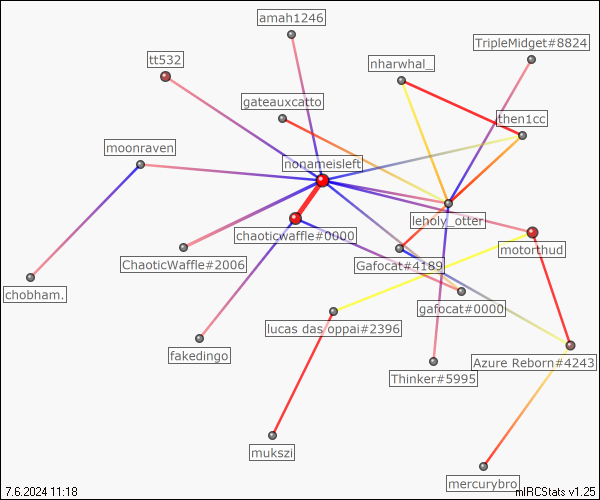 amah1246
TripleMidget#8824
tt532
nharwhal_
gateauxcatto
then1cc
moonraven
nonameisleft
leholy_otter
chaoticwaffle#0000
motorthud
ChaoticWaffle#2006
Gafocat#4189
chobham.
gafocat#0000
lucas das oppai#2396
fakedingo
Azure Reborn#4243
Thinker#5995
mukszi
mercurybro
7.6.2024 11:18
mIRCStats v1.25